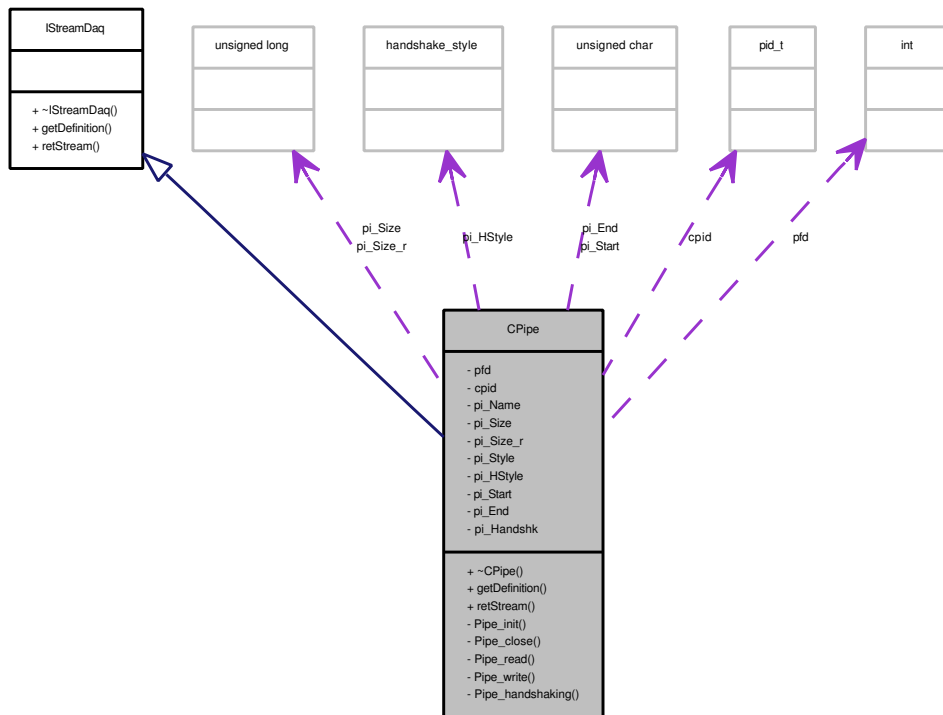 IStreamDaq
+ ~IStreamDaq()
+ getDefinition()
+ retStream()
unsigned long
handshake_style
unsigned char
pid_t
int
pi_Size
pi_Size_r
pi_HStyle
pi_End
pi_Start
cpid
pfd
CPipe
- pfd
- cpid
- pi_Name
- pi_Size
- pi_Size_r
- pi_Style
- pi_HStyle
- pi_Start
- pi_End
- pi_Handshk
+ ~CPipe()
+ getDefinition()
+ retStream()
- Pipe_init()
- Pipe_close()
- Pipe_read()
- Pipe_write()
- Pipe_handshaking()